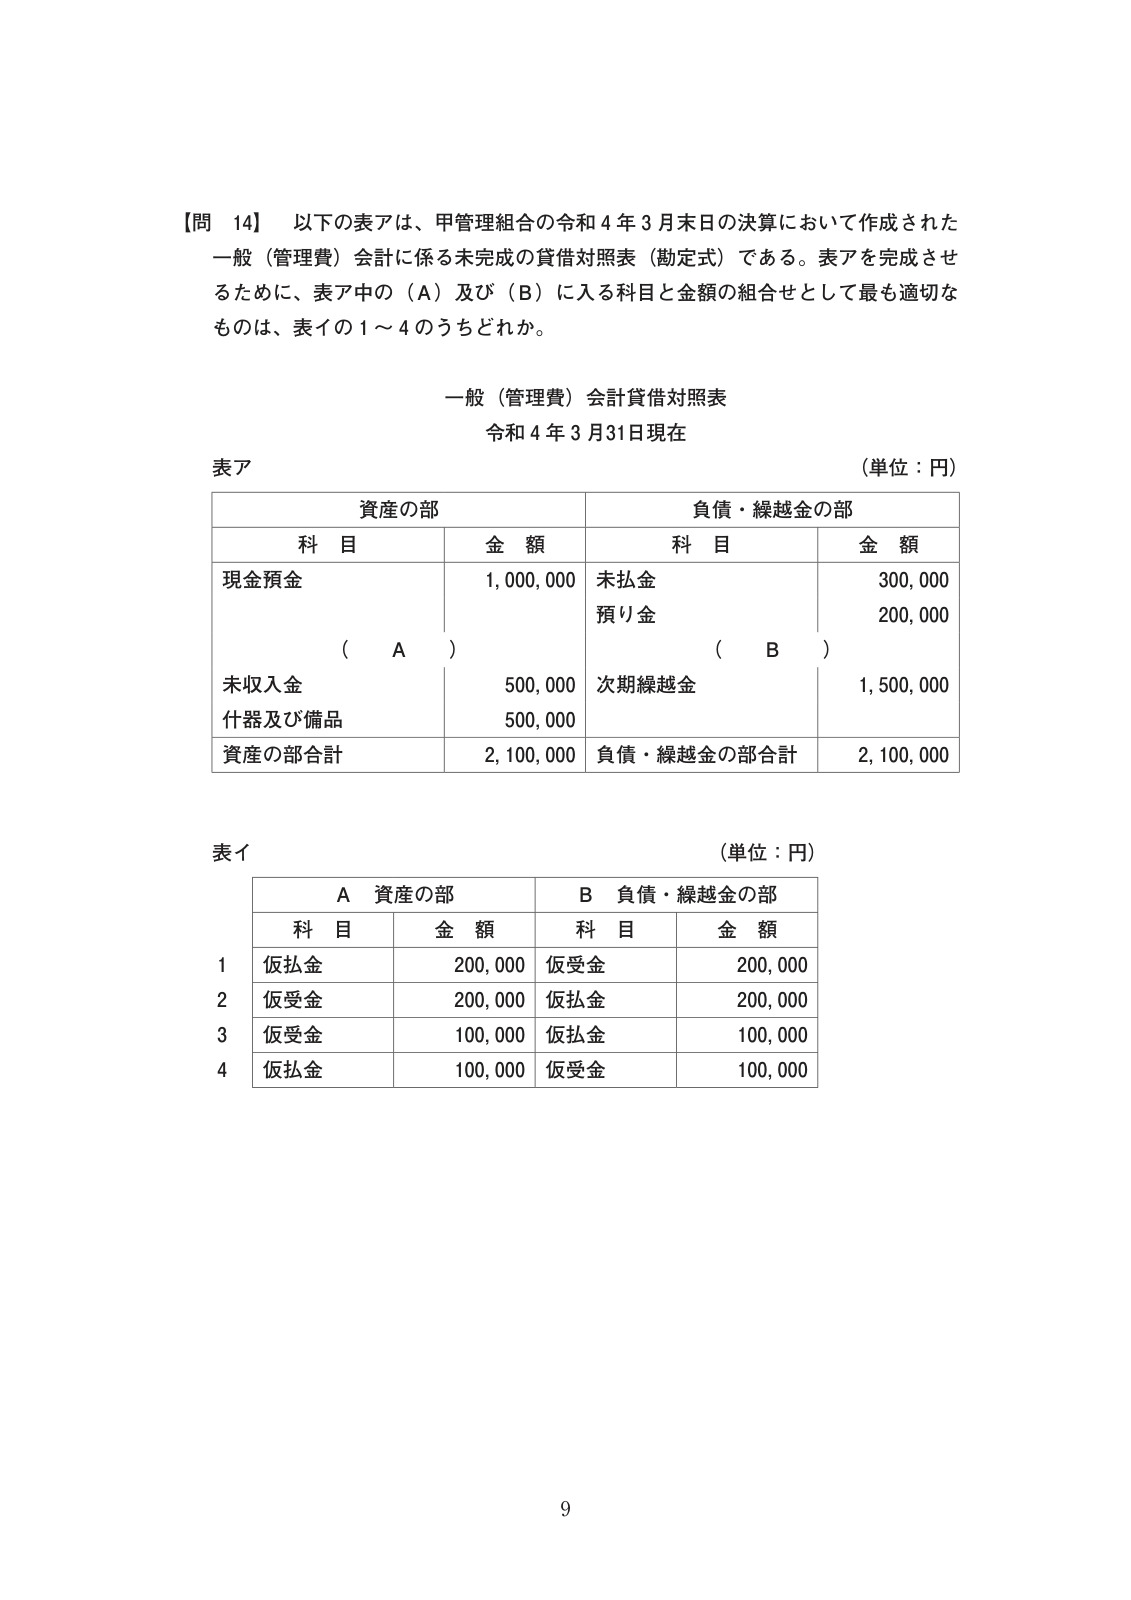 【問　14】　以下の表アは、甲管理組合の令和4年3月末日の決算において作成された
一般（管理費）会計に係る未完成の貸借対照表（勘定式）である。表アを完成させ
るために、表ア中の（A）及び（B）に入る科目と金額の組合せとして最も適切な
ものは、表イの1～4のうちどれか。
一般（管理費）会計貸借対照表
令和4年3月31日現在
表ア　（単位：円）
資産の部　負債・繰越金の部
科　目　金　額　科　目　金　額
現金預金　1,000,000　未払金　300,000
預り金　200,000
（　A　）　（　B　）
未収入金　500,000　次期繰越金　1,500,000
什器及び備品　500,000
資産の部合計　2,100,000　負債・繰越金の部合計　2,100,000
表イ　（単位：円）
A　資産の部　B　負債・繰越金の部
科　目　金　額　科　目　金　額
1　仮払金　200,000　仮受金　200,000
2　仮受金　200,000　仮払金　200,000
3　仮受金　100,000　仮払金　100,000
4　仮払金　100,000　仮受金　100,000
9